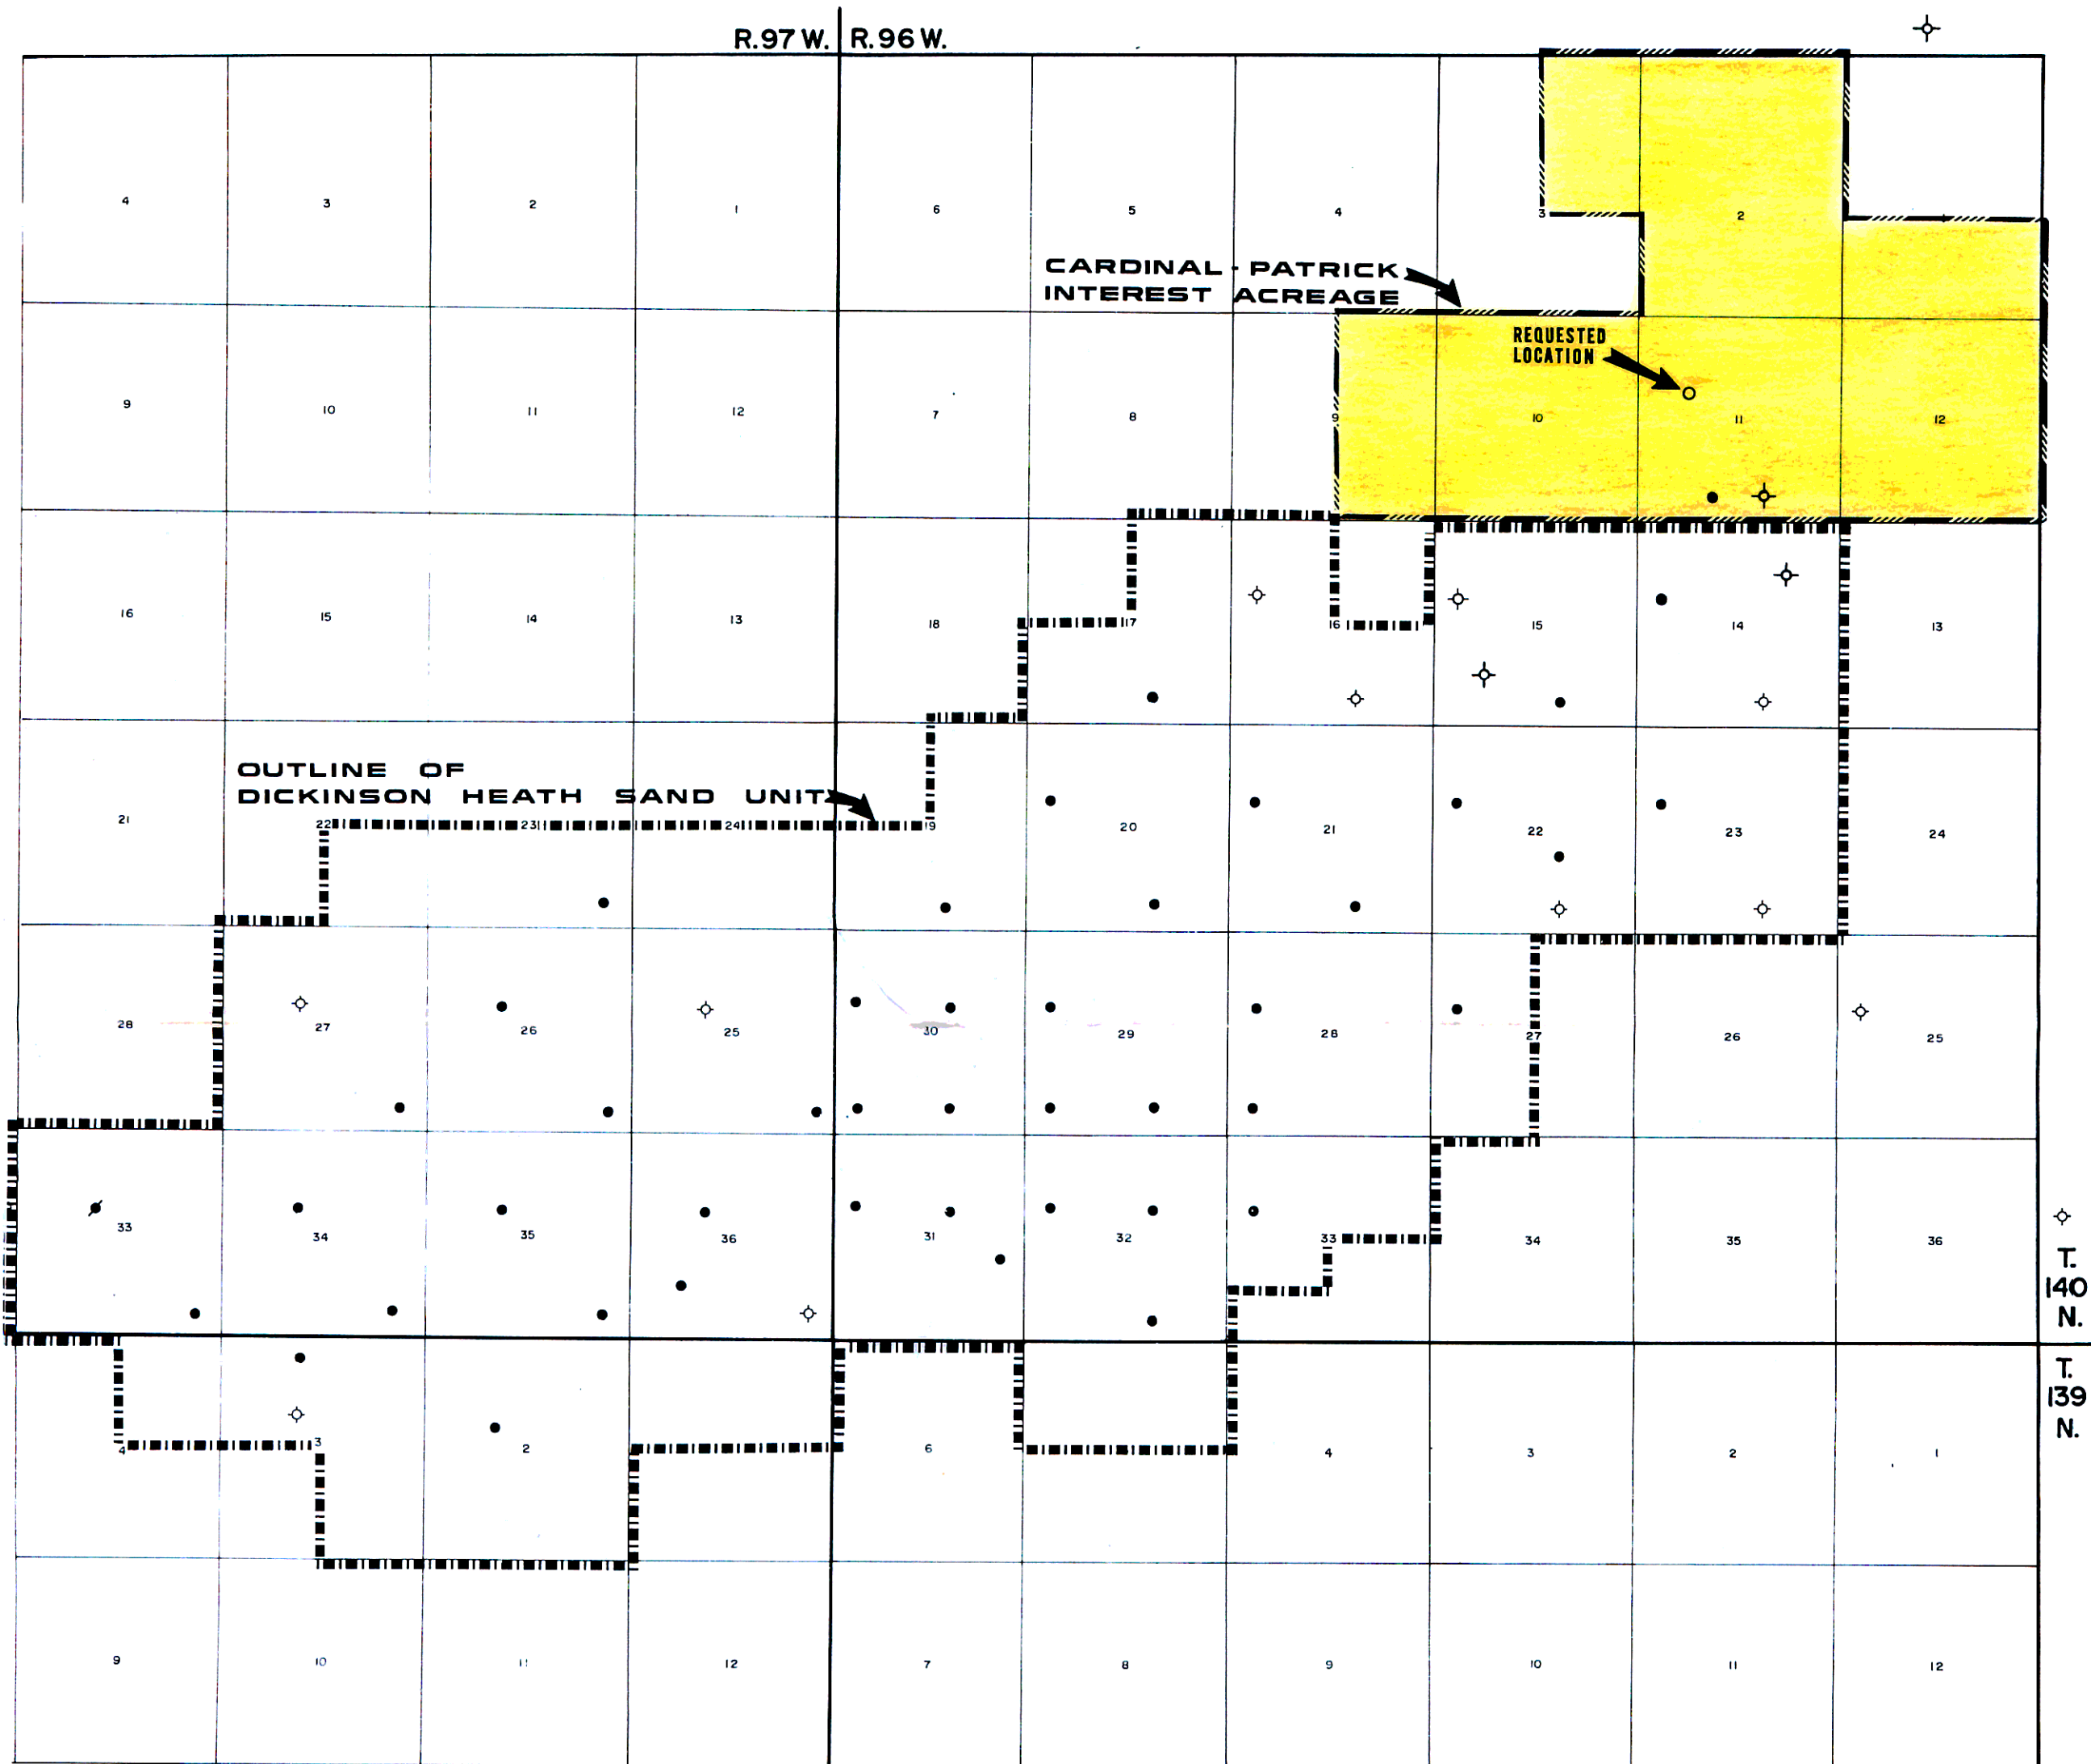 R.97 W. R.96 W.
4 3 2 1 6 5 4 3 2
CARDINAL - PATRICK
INTEREST ACREAGE
REQUESTED
LOCATION
9 10 11 12 7 8 9 10 11 12
16 15 14 13 18 17 16 15 14 13
OUTLINE OF
DICKINSON HEATH SAND UNIT
21 22 23 24 19 20 21 22 23 24
28 27 26 25 30 29 28 27 26 25
33 34 35 36 31 32 33 34 35 36
T.
140
N.
T.
139
N.
4 3 2 6 4 3 2 1
9 10 11 12 7 8 9 10 11 12